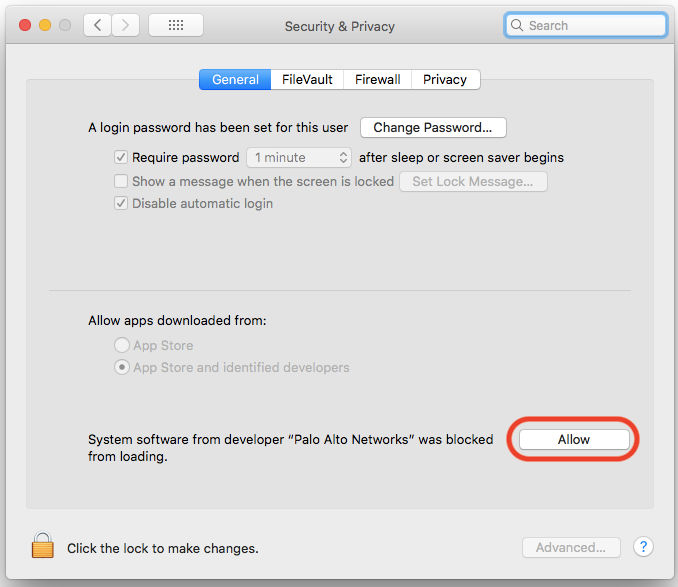 Security & Privacy
Search
General
FileVault
Firewall
Privacy
A login password has been set for this user
Change Password...
Require password
1 minute
after sleep or screen saver begins
Show a message when the screen is locked
Set Lock Message...
Disable automatic login
Allow apps downloaded from:
App Store
App Store and identified developers
System software from developer “Palo Alto Networks” was blocked
from loading.
Allow
Click the lock to make changes.
Advanced...
?